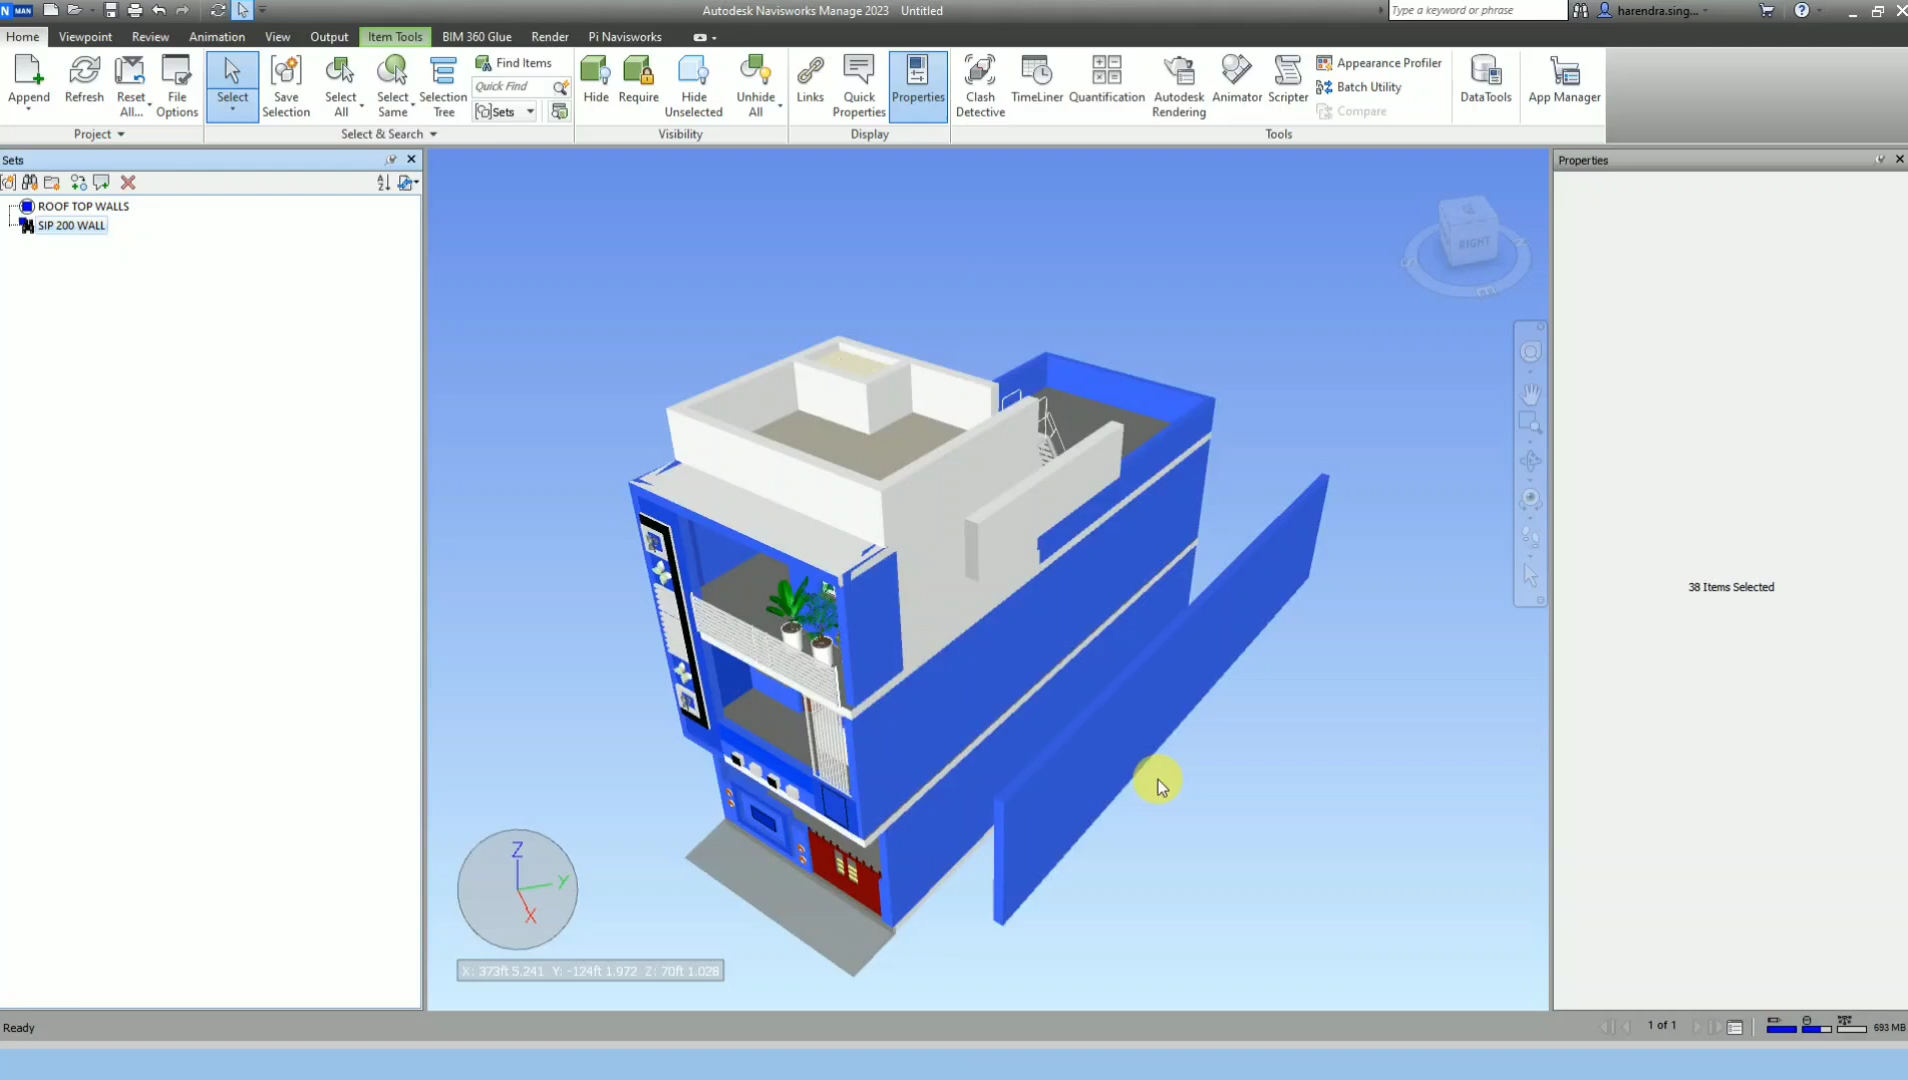 N MAN
Autodesk Navisworks Manage 2023 Untitled
Type a keyword or phrase
harendra.sing...
Home Viewpoint Review Animation View Output Item Tools BIM 360 Glue Render Pi Navisworks
Append
Refresh
Reset All...
File Options
Project
Select
Save Selection
Select All
Select Same
Selection Tree
Find Items
Quick Find
Sets
Select & Search
Hide
Require
Hide Unselected
Unhide All
Visibility
Links
Quick Properties
Properties
Display
Clash Detective
TimeLiner
Quantification
Autodesk Rendering
Animator
Scripter
Appearance Profiler
Batch Utility
Compare
DataTools
App Manager
Tools
Sets
ROOF TOP WALLS
SIP 200 WALL
RIGHT
S
E
Z
Y
X
X: 373ft 5.241 Y: -124ft 1.972 Z: 70ft 1.028
Properties
38 Items Selected
Ready
1 of 1
693 MB